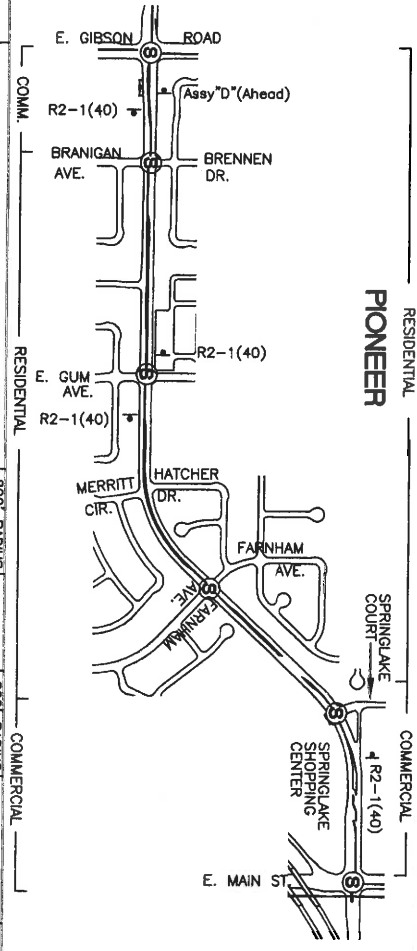 E. GIBSON ROAD
Assy"D"(Ahead)
R2-1(40)
COMM.
BRANIGAN AVE.
BRENNEN DR.
RESIDENTIAL
PIONEER
RESIDENTIAL
R2-1(40)
E. GUM AVE.
R2-1(40)
MERRITT CIR.
HATCHER DR.
FARNHAM AVE.
FARNHAM AVE.
SPRINGLAKE COURT
SPRINGLAKE SHOPPING CENTER
R2-1(40)
COMMERCIAL
COMMERCIAL
E. MAIN ST.